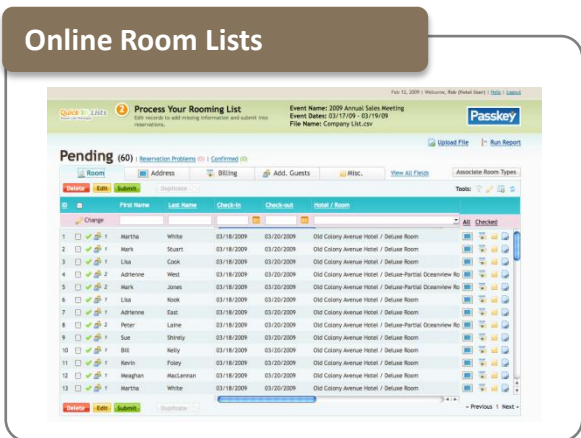 Online Room Lists
Feb 12, 2009 | Welcome, Rob (Hotel User) | Help | Logout
2 Process Your Rooming List
Edit records to add missing information and submit into
reservations.
Event Name: 2009 Annual Sales Meeting
Event Dates: 03/17/09 - 03/19/09
File Name: Company List.csv
Passkey
Upload File Run Report
Pending (60) | Reservation Problems (0) | Confirmed (0)
Room Address Billing Add. Guests Misc. View All Fields Associate Room Types
Delete Edit Submit Duplicate Tools:
ID First Name Last Name Check-in Check-out Hotel / Room
Change All Checked
1 1 Martha White 03/18/2009 03/20/2009 Old Colony Avenue Hotel / Deluxe Room
2 1 Mark Stuart 03/18/2009 03/20/2009 Old Colony Avenue Hotel / Deluxe Room
3 1 Lisa Cook 03/18/2009 03/20/2009 Old Colony Avenue Hotel / Deluxe Room
4 2 Adrienne West 03/18/2009 03/20/2009 Old Colony Avenue Hotel / Deluxe-Partial Oceanview Ro
5 2 Mark Jones 03/18/2009 03/20/2009 Old Colony Avenue Hotel / Deluxe-Partial Oceanview Ro
6 1 Lisa Kook 03/18/2009 03/20/2009 Old Colony Avenue Hotel / Deluxe Room
7 1 Adrienne East 03/18/2009 03/20/2009 Old Colony Avenue Hotel / Deluxe Room
8 2 Peter Laine 03/18/2009 03/20/2009 Old Colony Avenue Hotel / Deluxe-Partial Oceanview Ro
9 1 Sue Shirely 03/18/2009 03/20/2009 Old Colony Avenue Hotel / Deluxe Room
10 1 Bill Kelly 03/18/2009 03/20/2009 Old Colony Avenue Hotel / Deluxe Room
11 1 Kevin Foley 03/18/2009 03/20/2009 Old Colony Avenue Hotel / Deluxe Room
12 1 Meaghan MacLennan 03/18/2009 03/20/2009 Old Colony Avenue Hotel / Deluxe Room
13 1 Martha White 03/18/2009 03/20/2009 Old Colony Avenue Hotel / Deluxe Room
Delete Edit Submit Duplicate « Previous 1 Next »